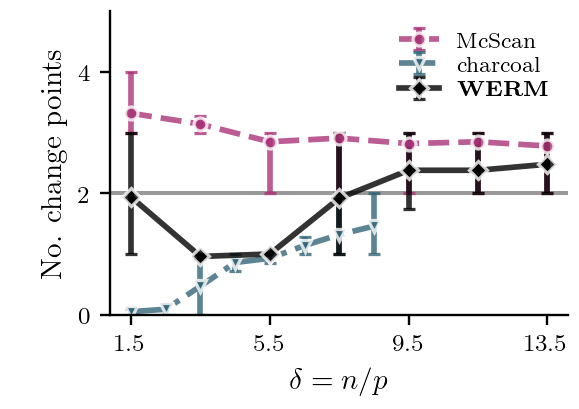 No. change points
4
2
0
McScan
charcoal
WERM
1.5 5.5 9.5 13.5
δ = n/p